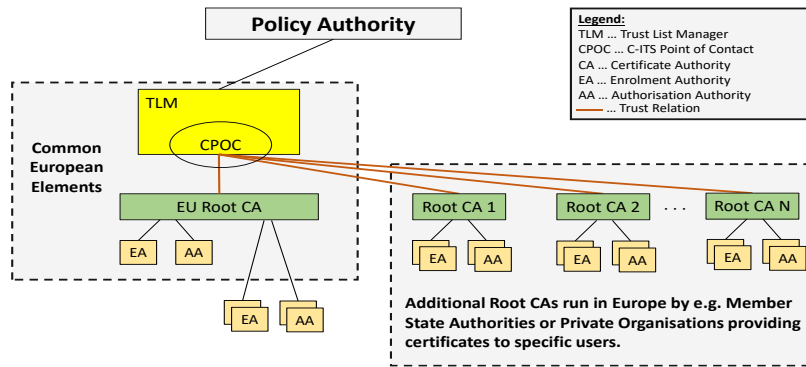 Policy Authority
Legend:
TLM ... Trust List Manager
CPOC ... C-ITS Point of Contact
CA ... Certificate Authority
EA ... Enrolment Authority
AA ... Authorisation Authority
... Trust Relation
TLM
CPOC
Common
European
Elements
EU Root CA
EA
AA
EA
AA
Root CA 1
Root CA 2
. . .
Root CA N
EA
AA
EA
AA
EA
AA
Additional Root CAs run in Europe by e.g. Member
State Authorities or Private Organisations providing
certificates to specific users.